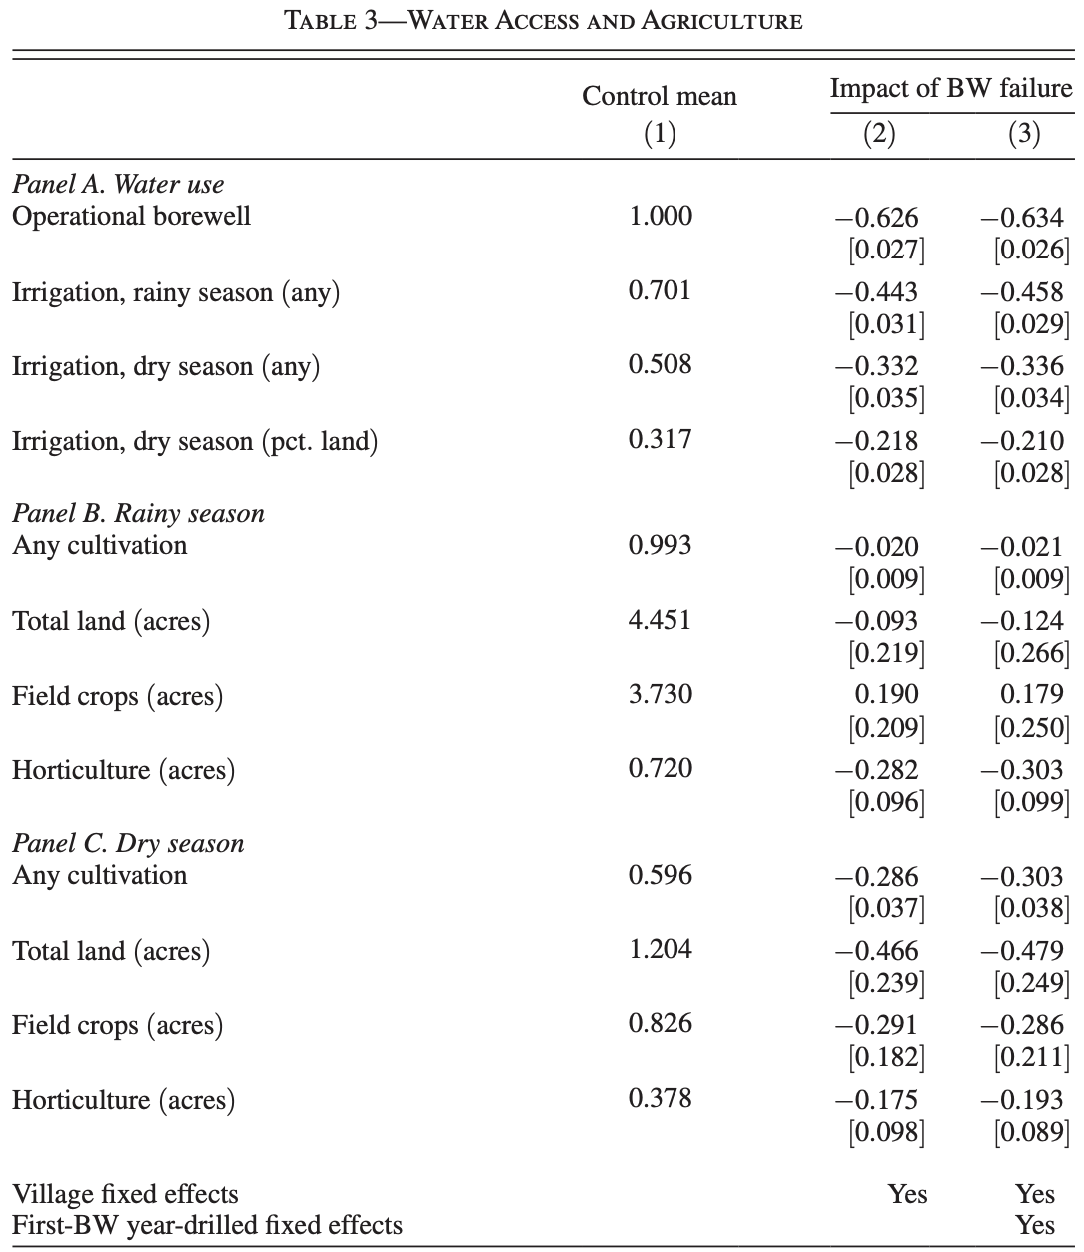 TABLE 3—WATER ACCESS AND AGRICULTURE
Control mean Impact of BW failure
(1) (2) (3)
Panel A. Water use
Operational borewell 1.000 −0.626 −0.634
[0.027] [0.026]
Irrigation, rainy season (any) 0.701 −0.443 −0.458
[0.031] [0.029]
Irrigation, dry season (any) 0.508 −0.332 −0.336
[0.035] [0.034]
Irrigation, dry season (pct. land) 0.317 −0.218 −0.210
[0.028] [0.028]
Panel B. Rainy season
Any cultivation 0.993 −0.020 −0.021
[0.009] [0.009]
Total land (acres) 4.451 −0.093 −0.124
[0.219] [0.266]
Field crops (acres) 3.730 0.190 0.179
[0.209] [0.250]
Horticulture (acres) 0.720 −0.282 −0.303
[0.096] [0.099]
Panel C. Dry season
Any cultivation 0.596 −0.286 −0.303
[0.037] [0.038]
Total land (acres) 1.204 −0.466 −0.479
[0.239] [0.249]
Field crops (acres) 0.826 −0.291 −0.286
[0.182] [0.211]
Horticulture (acres) 0.378 −0.175 −0.193
[0.098] [0.089]
Village fixed effects Yes Yes
First-BW year-drilled fixed effects Yes